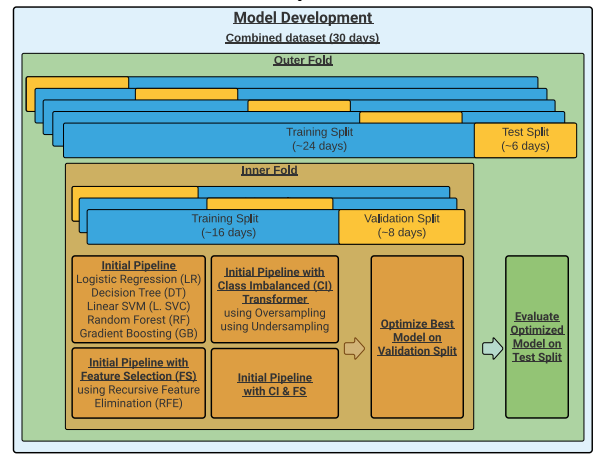 Model Development
Combined dataset (30 days)
Outer Fold
Training Split
(~24 days)
Test Split
(~6 days)
Inner Fold
Training Split
(~16 days)
Validation Split
(~8 days)
Initial Pipeline
Logistic Regression (LR)
Decision Tree (DT)
Linear SVM (L. SVC)
Random Forest (RF)
Gradient Boosting (GB)
Initial Pipeline with
Class Imbalanced (CI)
Transformer
using Oversampling
using Undersampling
Initial Pipeline with
Feature Selection (FS)
using Recursive Feature
Elimination (RFE)
Initial Pipeline
with CI & FS
Optimize Best
Model on
Validation Split
Evaluate
Optimized
Model on
Test Split